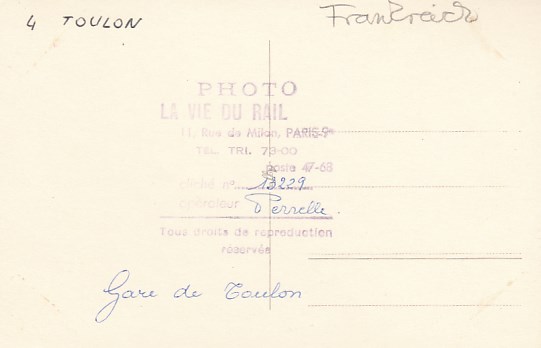 4 TOULON
Frankreich
PHOTO
LA VIE DU RAIL
11, Rue de Milan, PARIS-9e
TEL. TRI. 73-00
poste 47-68
cliché n° 13229
opérateur Perrelle.
Tous droits de reproduction
réservés
Gare de Toulon